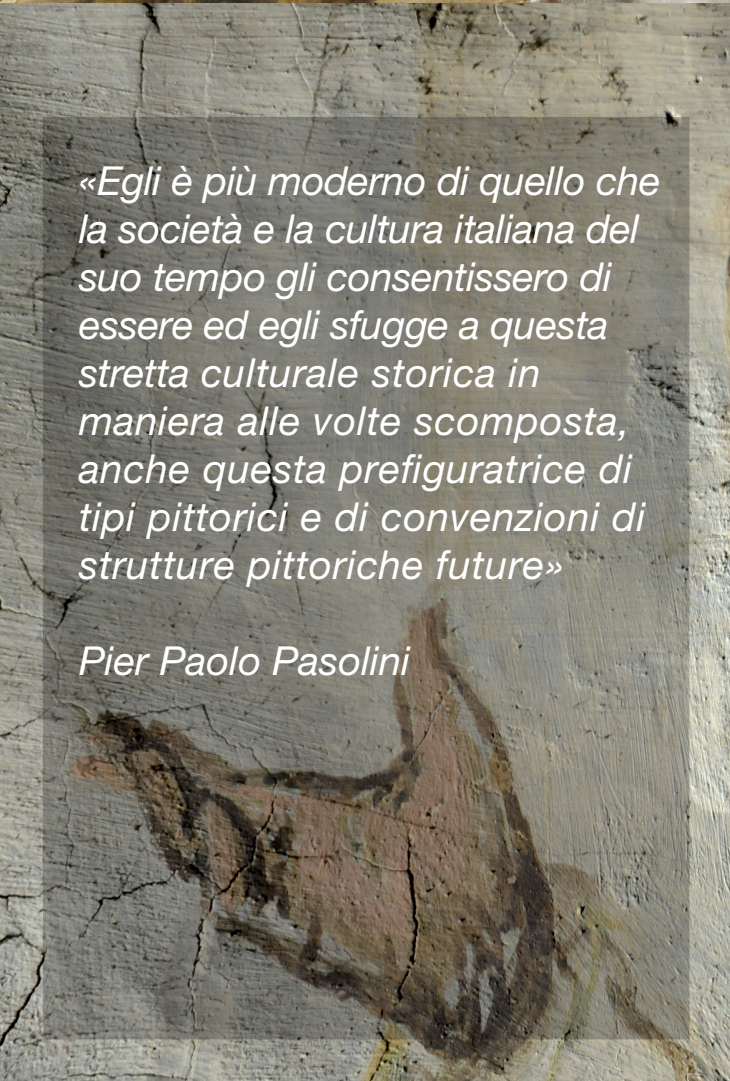 «Egli è più moderno di quello che
la società e la cultura italiana del
suo tempo gli consentissero di
essere ed egli sfugge a questa
stretta culturale storica in
maniera alle volte scomposta,
anche questa prefiguratrice di
tipi pittorici e di convenzioni di
strutture pittoriche future»
Pier Paolo Pasolini